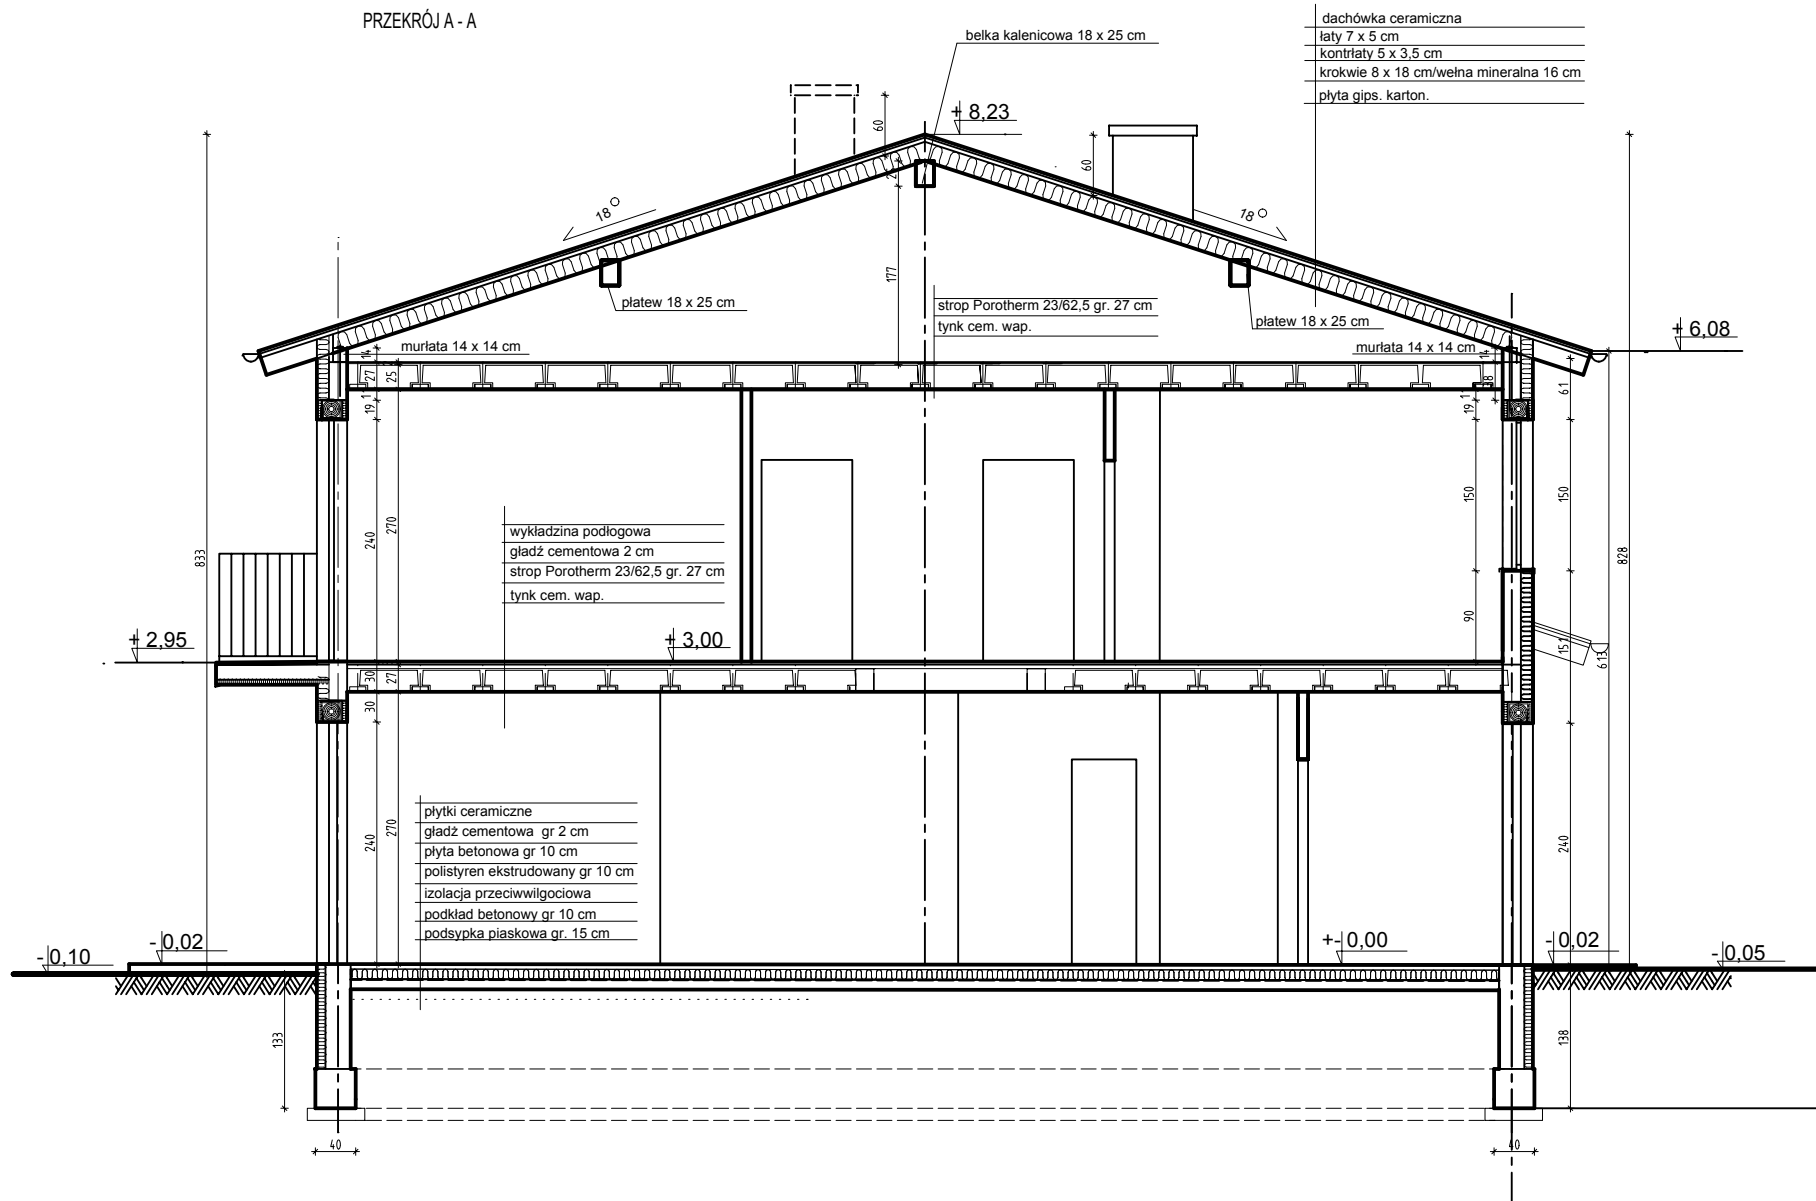 PRZEKRÓJ A - A
belka kalenicowa 18 x 25 cm
dachówka ceramiczna
łaty 7 x 5 cm
kontrłaty 5 x 3,5 cm
krokwie 8 x 18 cm/wełna mineralna 16 cm
płyta gips. karton.
+ 8,23
60
60
18 O
18 O
177
płatew 18 x 25 cm
strop Porotherm 23/62,5 gr. 27 cm
tynk cem. wap.
płatew 18 x 25 cm
+ 6,08
murłata 14 x 14 cm
murłata 14 x 14 cm
14
27
25
1
19
14
38
1
19
61
833
240
270
150
150
828
wykładzina podłogowa
gładź cementowa 2 cm
strop Porotherm 23/62,5 gr. 27 cm
tynk cem. wap.
90
151
613
+ 2,95
+ 3,00
30
27
30
240
270
240
płytki ceramiczne
gładź cementowa gr 2 cm
płyta betonowa gr 10 cm
polistyren ekstrudowany gr 10 cm
izolacja przeciwwilgociowa
podkład betonowy gr 10 cm
podsypka piaskowa gr. 15 cm
- 0,10
- 0,02
+- 0,00
- 0,02
- 0,05
133
138
40
40